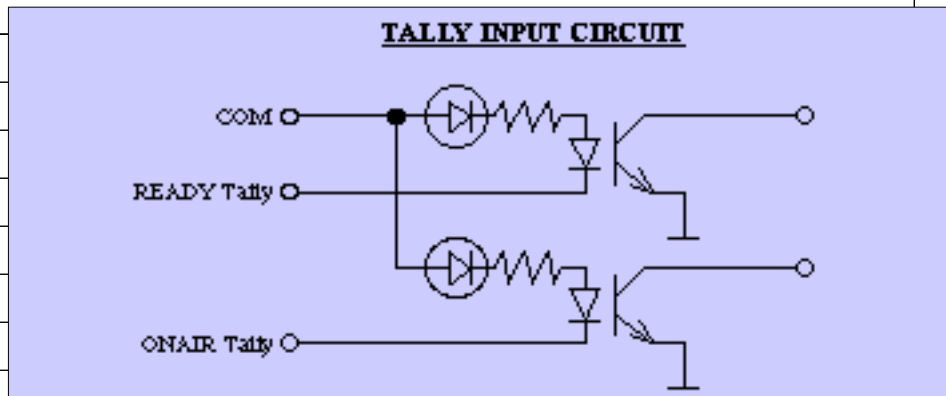 TALLY INPUT CIRCUIT
COM
READY Tally
ONAIR Tally